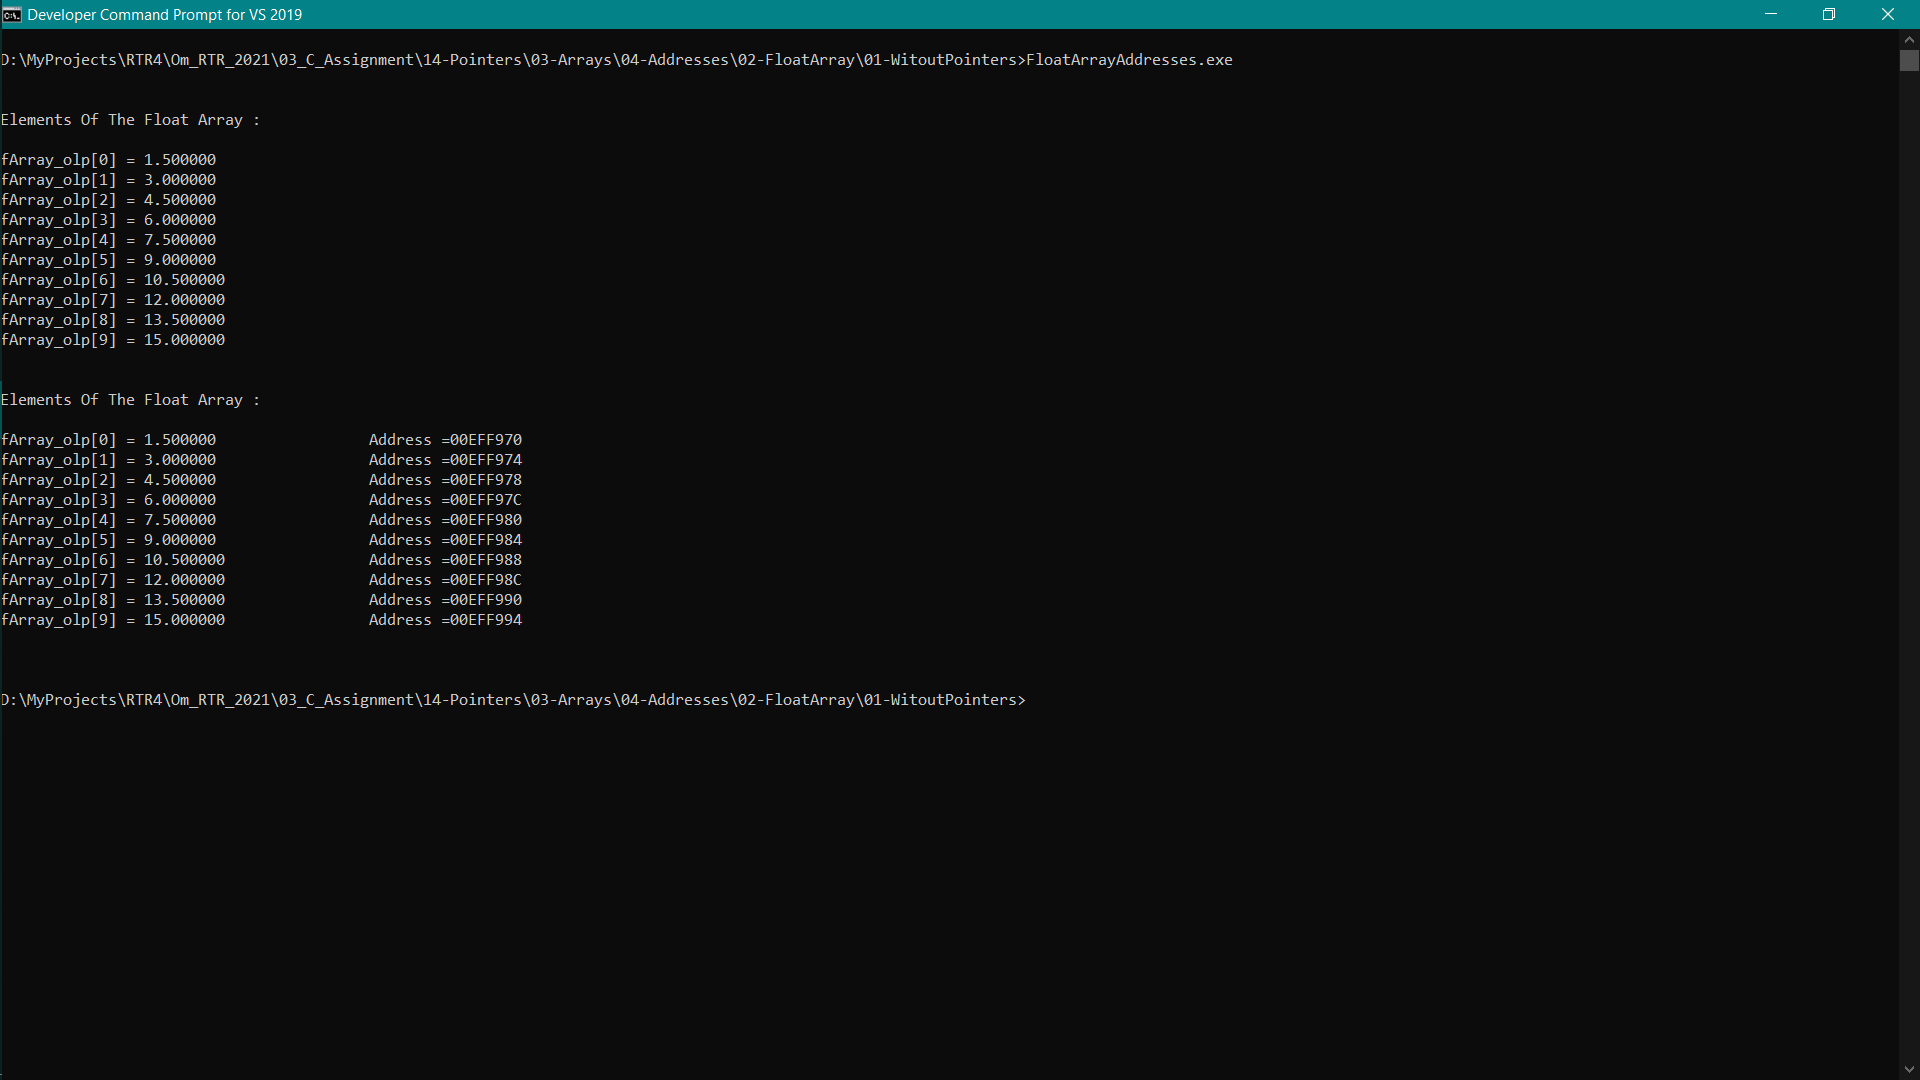 Developer Command Prompt for VS 2019
D:\MyProjects\RTR4\Om_RTR_2021\03_C_Assignment\14-Pointers\03-Arrays\04-Addresses\02-FloatArray\01-WitoutPointers>FloatArrayAddresses.exe
Elements Of The Float Array :
fArray_olp[0] = 1.500000
fArray_olp[1] = 3.000000
fArray_olp[2] = 4.500000
fArray_olp[3] = 6.000000
fArray_olp[4] = 7.500000
fArray_olp[5] = 9.000000
fArray_olp[6] = 10.500000
fArray_olp[7] = 12.000000
fArray_olp[8] = 13.500000
fArray_olp[9] = 15.000000
Elements Of The Float Array :
fArray_olp[0] = 1.500000 Address =00EFF970
fArray_olp[1] = 3.000000 Address =00EFF974
fArray_olp[2] = 4.500000 Address =00EFF978
fArray_olp[3] = 6.000000 Address =00EFF97C
fArray_olp[4] = 7.500000 Address =00EFF980
fArray_olp[5] = 9.000000 Address =00EFF984
fArray_olp[6] = 10.500000 Address =00EFF988
fArray_olp[7] = 12.000000 Address =00EFF98C
fArray_olp[8] = 13.500000 Address =00EFF990
fArray_olp[9] = 15.000000 Address =00EFF994
D:\MyProjects\RTR4\Om_RTR_2021\03_C_Assignment\14-Pointers\03-Arrays\04-Addresses\02-FloatArray\01-WitoutPointers>